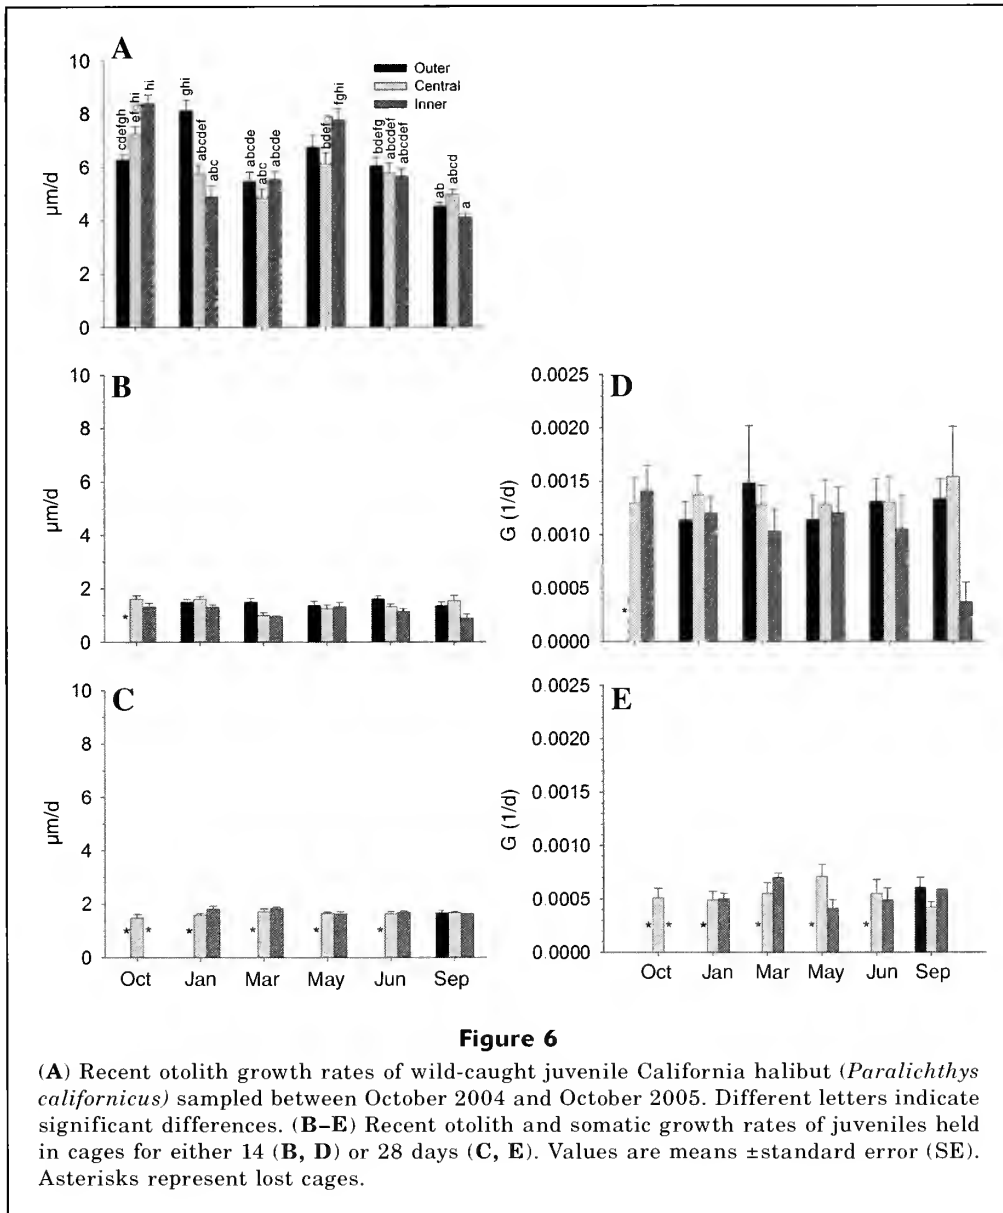 A
Outer
Central
Inner
10
8
6
4
2
0
µm/d
cdefgh
ef hi
hi
ghi
abcdef
abc
abcde
abc
abcde
bdef
fghi
bdefg
abcdef
abcdef
ab
abcd
a
B
10
8
6
4
2
0
µm/d
*
D
0.0025
0.0020
0.0015
0.0010
0.0005
0.0000
G (1/d)
*
C
10
8
6
4
2
0
µm/d
* * * * * *
Oct Jan Mar May Jun Sep
E
0.0025
0.0020
0.0015
0.0010
0.0005
0.0000
G (1/d)
* * * * * *
Oct Jan Mar May Jun Sep
Figure 6
(A) Recent otolith growth rates of wild-caught juvenile California halibut (Paralichthys
californicus) sampled between October 2004 and October 2005. Different letters indicate
significant differences. (B–E) Recent otolith and somatic growth rates of juveniles held
in cages for either 14 (B, D) or 28 days (C, E). Values are means ±standard error (SE).
Asterisks represent lost cages.